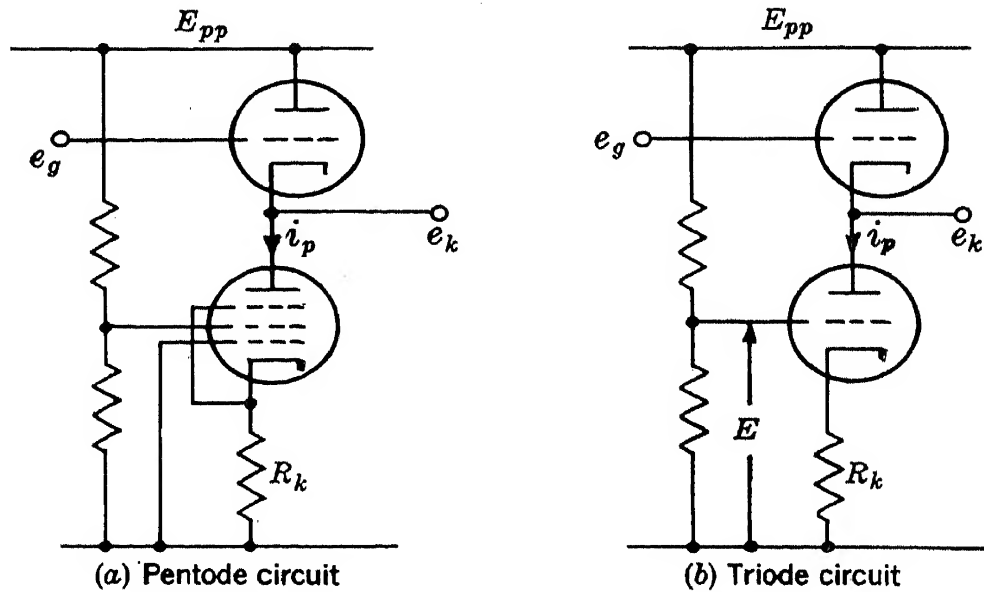 E_pp
e_g
e_k
i_p
R_k
(a) Pentode circuit
E_pp
e_g
e_k
i_p
E
R_k
(b) Triode circuit